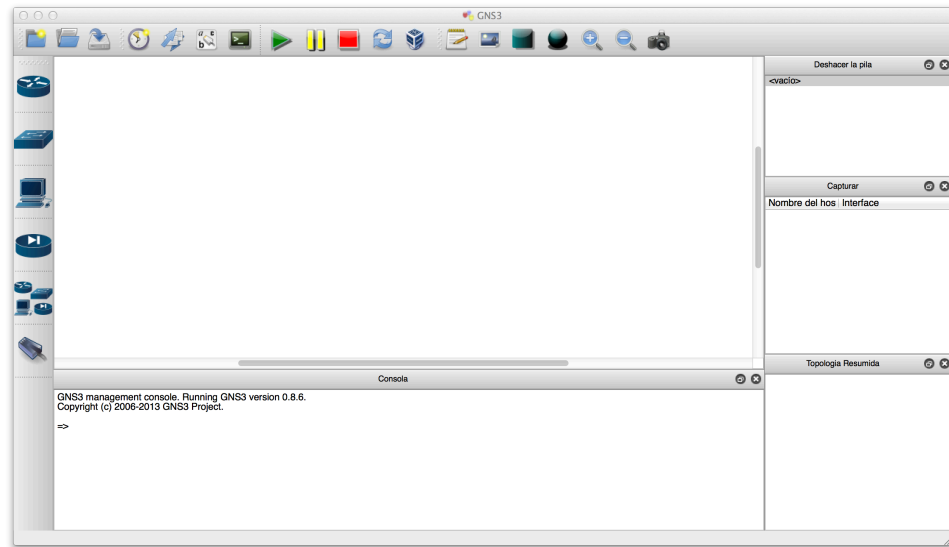 GNS3
Deshacer la pila
<vacío>
Capturar
Nombre del hos Interface
Topologia Resumida
Consola
GNS3 management console. Running GNS3 version 0.8.6.
Copyright (c) 2006-2013 GNS3 Project.
=>